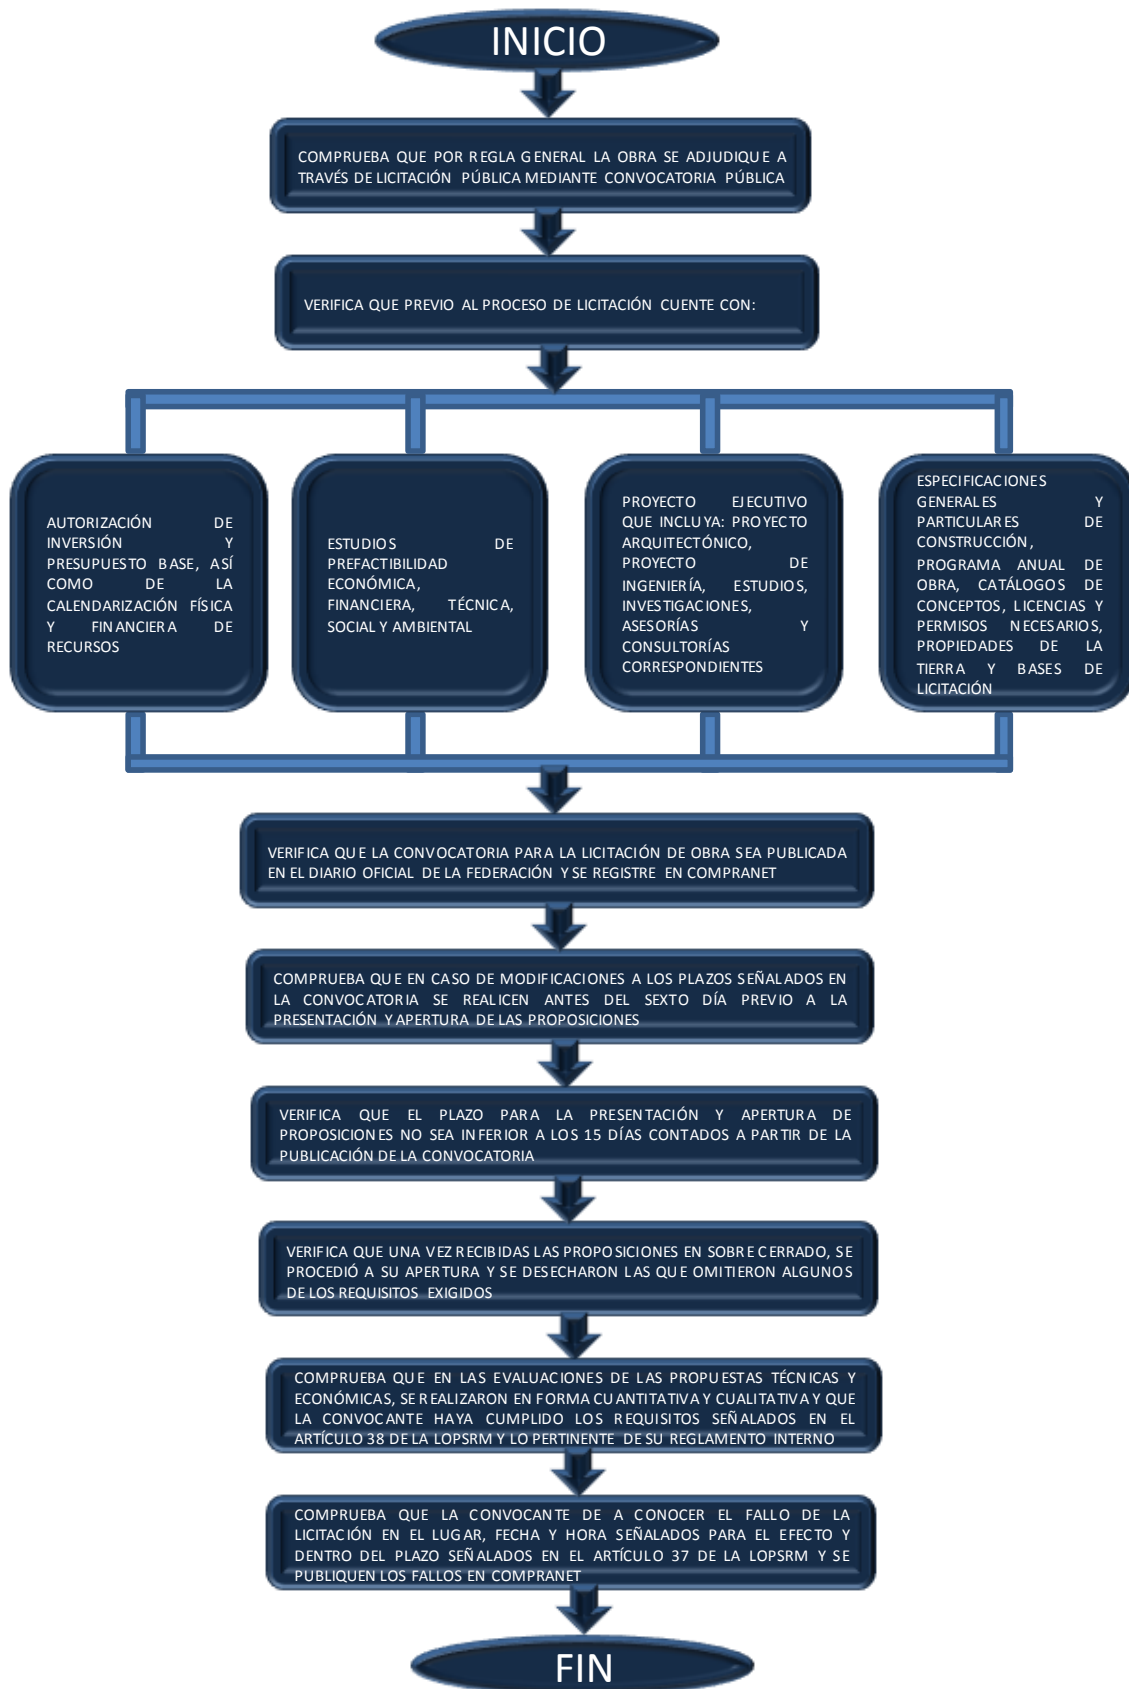 INICIO
COMPRUEBA QUE POR REGLA GENERAL LA OBRA SE ADJUDIQUE A
TRAVÉS DE LICITACIÓN PÚBLICA MEDIANTE CONVOCATORIA PÚBLICA
VERIFICA QUE PREVIO AL PROCESO DE LICITACIÓN CUENTE CON:
AUTORIZACIÓN DE
INVERSIÓN Y
PRESUPUESTO BASE, ASÍ
COMO DE LA
CALENDARIZACIÓN FÍSICA
Y FINANCIERA DE
RECURSOS
ESTUDIOS DE
PREFACTIBILIDAD
ECONÓMICA,
FINANCIERA, TÉCNICA,
SOCIAL Y AMBIENTAL
PROYECTO EJECUTIVO
QUE INCLUYA: PROYECTO
ARQUITECTÓNICO,
PROYECTO DE
INGENIERÍA, ESTUDIOS,
INVESTIGACIONES,
ASESORÍAS Y
CONSULTORÍAS
CORRESPONDIENTES
ESPECIFICACIONES
GENERALES Y
PARTICULARES DE
CONSTRUCCIÓN,
PROGRAMA ANUAL DE
OBRA, CATÁLOGOS DE
CONCEPTOS, LICENCIAS Y
PERMISOS NECESARIOS,
PROPIEDADES DE LA
TIERRA Y BASES DE
LICITACIÓN
VERIFICA QUE LA CONVOCATORIA PARA LA LICITACIÓN DE OBRA SEA PUBLICADA
EN EL DIARIO OFICIAL DE LA FEDERACIÓN Y SE REGISTRE EN COMPRANET
COMPRUEBA QUE EN CASO DE MODIFICACIONES A LOS PLAZOS SEÑALADOS EN
LA CONVOCATORIA SE REALICEN ANTES DEL SEXTO DÍA PREVIO A LA
PRESENTACIÓN Y APERTURA DE LAS PROPOSICIONES
VERIFICA QUE EL PLAZO PARA LA PRESENTACIÓN Y APERTURA DE
PROPOSICIONES NO SEA INFERIOR A LOS 15 DÍAS CONTADOS A PARTIR DE LA
PUBLICACIÓN DE LA CONVOCATORIA
VERIFICA QUE UNA VEZ RECIBIDAS LAS PROPOSICIONES EN SOBRE CERRADO, SE
PROCEDIÓ A SU APERTURA Y SE DESECHARON LAS QUE OMITIERON ALGUNOS
DE LOS REQUISITOS EXIGIDOS
COMPRUEBA QUE EN LAS EVALUACIONES DE LAS PROPUESTAS TÉCNICAS Y
ECONÓMICAS, SE REALIZARON EN FORMA CUANTITATIVA Y CUALITATIVA Y QUE
LA CONVOCANTE HAYA CUMPLIDO LOS REQUISITOS SEÑALADOS EN EL
ARTÍCULO 38 DE LA LOPSRM Y LO PERTINENTE DE SU REGLAMENTO INTERNO
COMPRUEBA QUE LA CONVOCANTE DE A CONOCER EL FALLO DE LA
LICITACIÓN EN EL LUGAR, FECHA Y HORA SEÑALADOS PARA EL EFECTO Y
DENTRO DEL PLAZO SEÑALADOS EN EL ARTÍCULO 37 DE LA LOPSRM Y SE
PUBLIQUEN LOS FALLOS EN COMPRANET
FIN